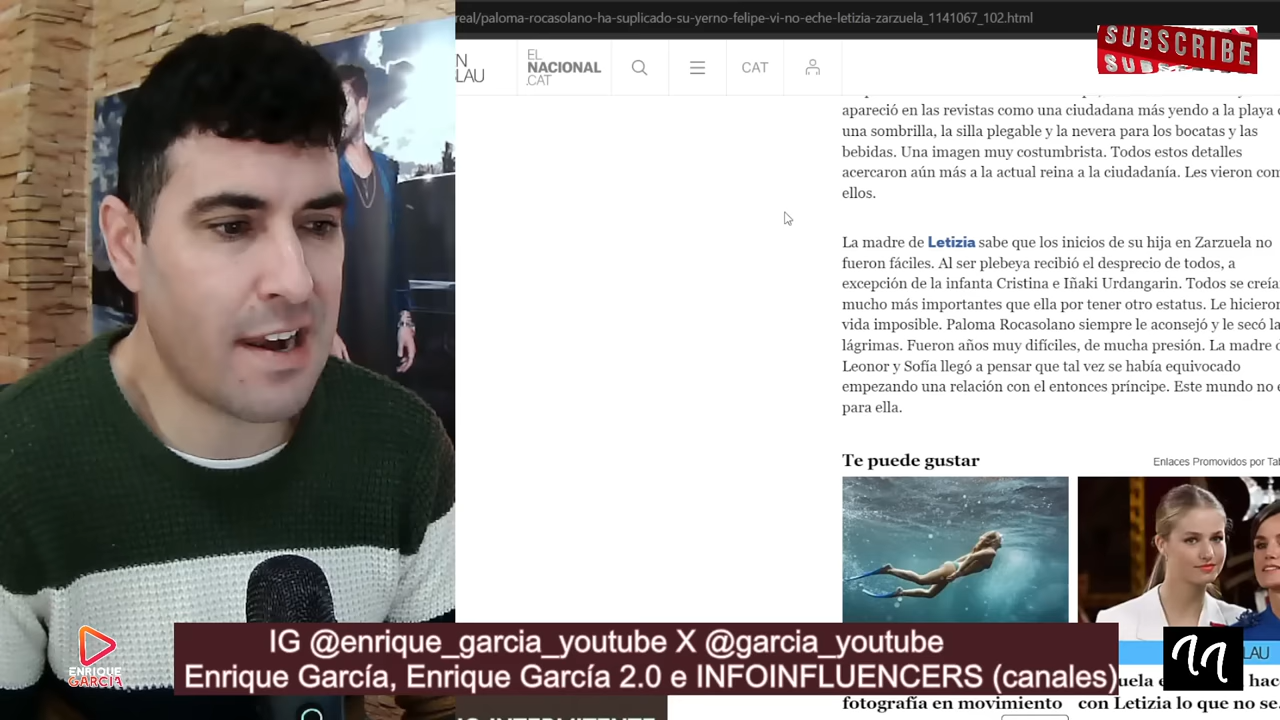 real/paloma-rocasolano-ha-suplicado-su-yerno-felipe-vi-no-eche-letizia-zarzuela_1141067_102.html
SUBSCRIBE
EL
NACIONAL
.CAT
CAT
apareció en las revistas como una ciudadana más yendo a la playa
una sombrilla, la silla plegable y la nevera para los bocatas y las
bebidas. Una imagen muy costumbrista. Todos estos detalles
acercaron aún más a la actual reina a la ciudadanía. Les vieron
ellos.
La madre de Letizia sabe que los inicios de su hija en Zarzuela no
fueron fáciles. Al ser plebeya recibió el desprecio de todos, a
excepción de la infanta Cristina e Iñaki Urdangarin. Todos se
mucho más importantes que ella por tener otro estatus. Le
vida imposible. Paloma Rocasolano siempre le aconsejó y le secó
lágrimas. Fueron años muy difíciles, de mucha presión. La madre
Leonor y Sofía llegó a pensar que tal vez se había equivocado
empezando una relación con el entonces príncipe. Este mundo no
para ella.
Te puede gustar
Enlaces Promovidos por
IG @enrique_garcia_youtube X @garcia_youtube
Enrique García, Enrique García 2.0 e INFOINFLUENCERS (canales)
ENRIQUE
GARCÍA
fotografía en movimiento
con Letizia lo que no se